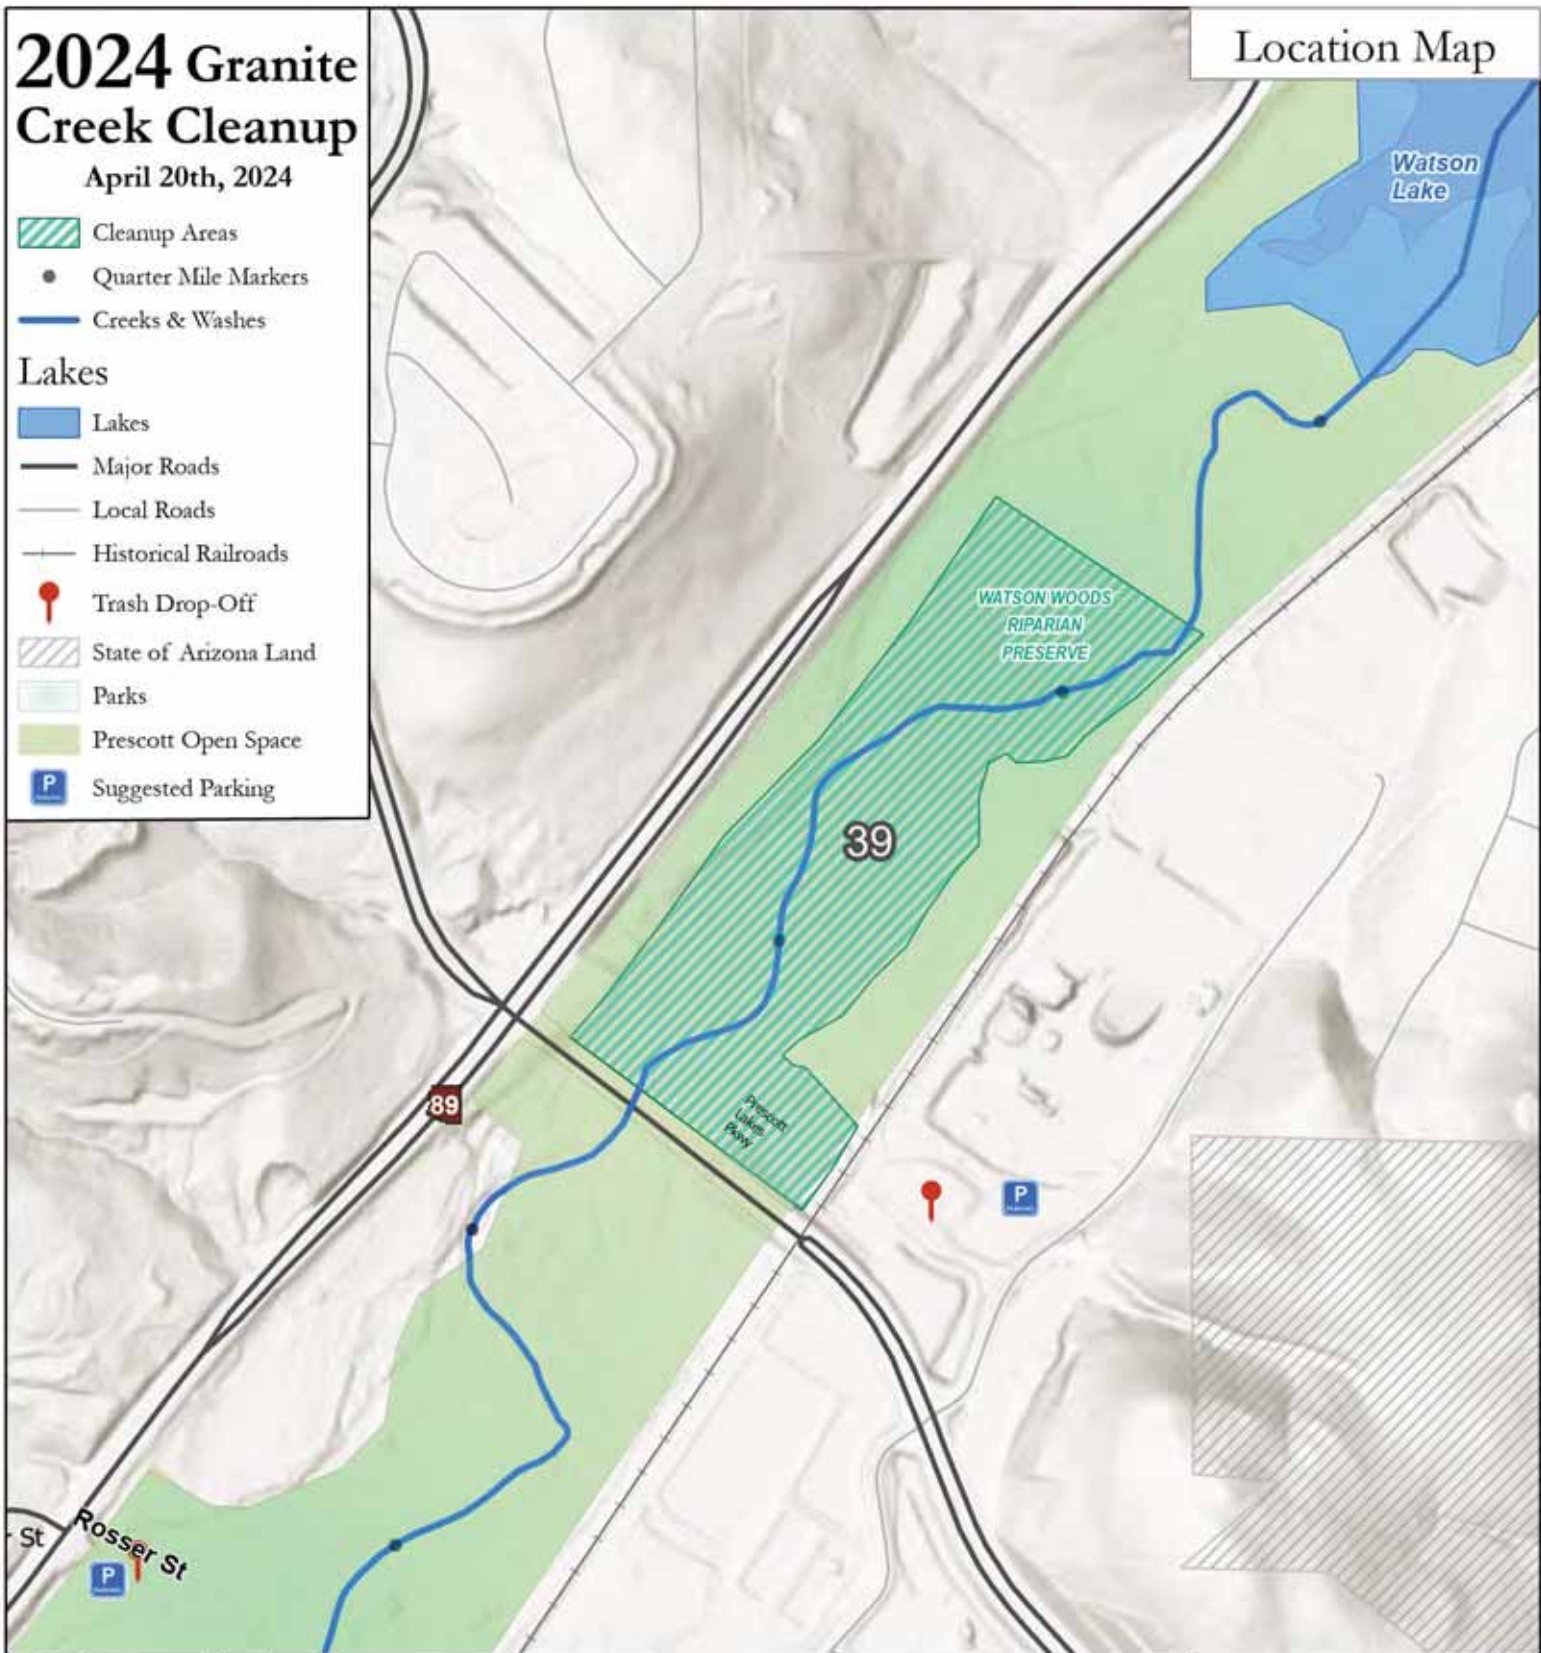 2024 Granite
Creek Cleanup
April 20th, 2024
Cleanup Areas
Quarter Mile Markers
Creeks & Washes
Lakes
Lakes
Major Roads
Local Roads
Historical Railroads
Trash Drop-Off
State of Arizona Land
Parks
Prescott Open Space
P
Suggested Parking
Location Map
Watson
Lake
WATSON WOODS
RIPARIAN
PRESERVE
39
89
Prescott
Lakes
Pkwy
P
St
Rosser St
P